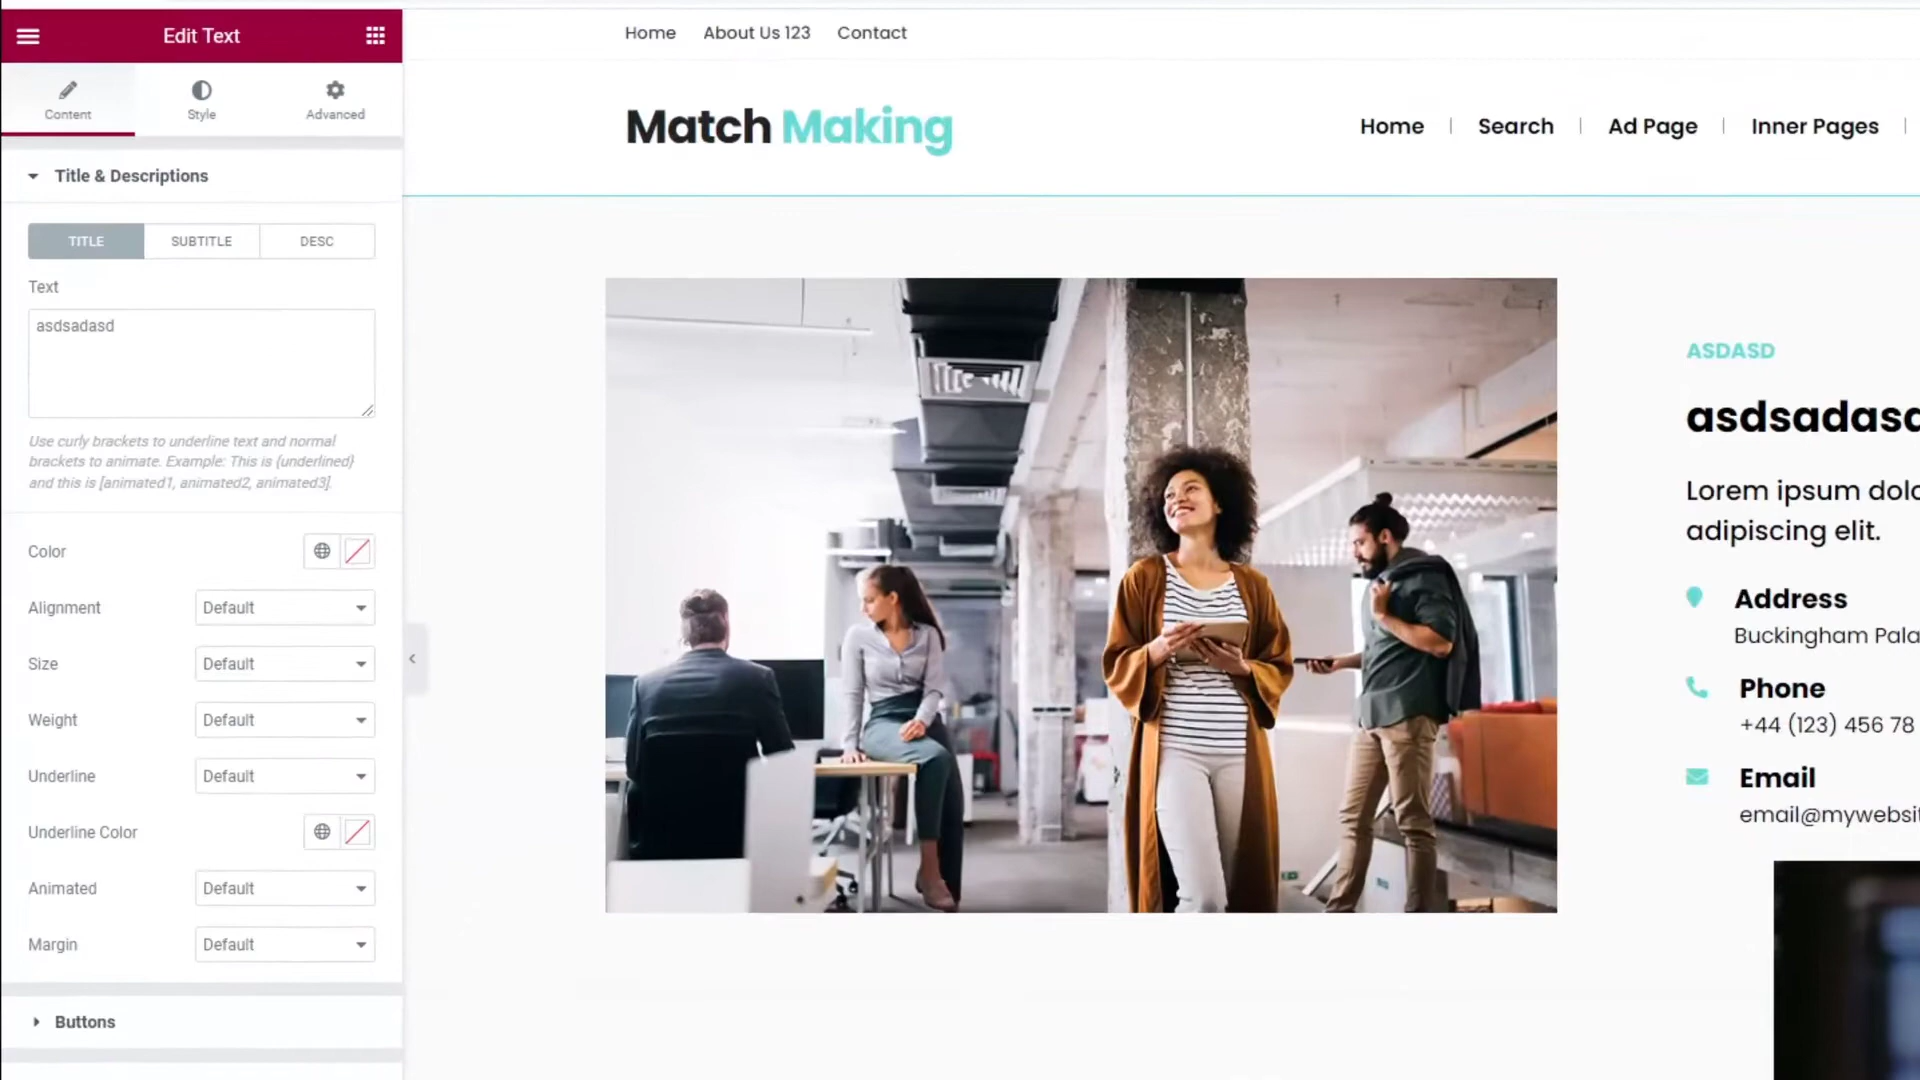 Edit Text
Content
Style
Advanced
Title & Descriptions
TITLE
SUBTITLE
DESC
Text
asdsadasd
Use curly brackets to underline text and normal
brackets to animate. Example: This is {underlined}
and this is [animated1, animated2, animated3].
Color
Alignment
Default
Size
Default
Weight
Default
Underline
Default
Underline Color
Animated
Default
Margin
Default
Buttons
Home
About Us 123
Contact
Match Making
Home
Search
Ad Page
Inner Pages
ASDASD
asdsadasd
Lorem ipsum dolo
adipiscing elit.
Address
Buckingham Pala
Phone
+44 (123) 456 78
Email
email@mywebsit